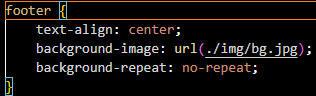 footer {
text-align: center;
background-image: url(./img/bg.jpg);
background-repeat: no-repeat;
}